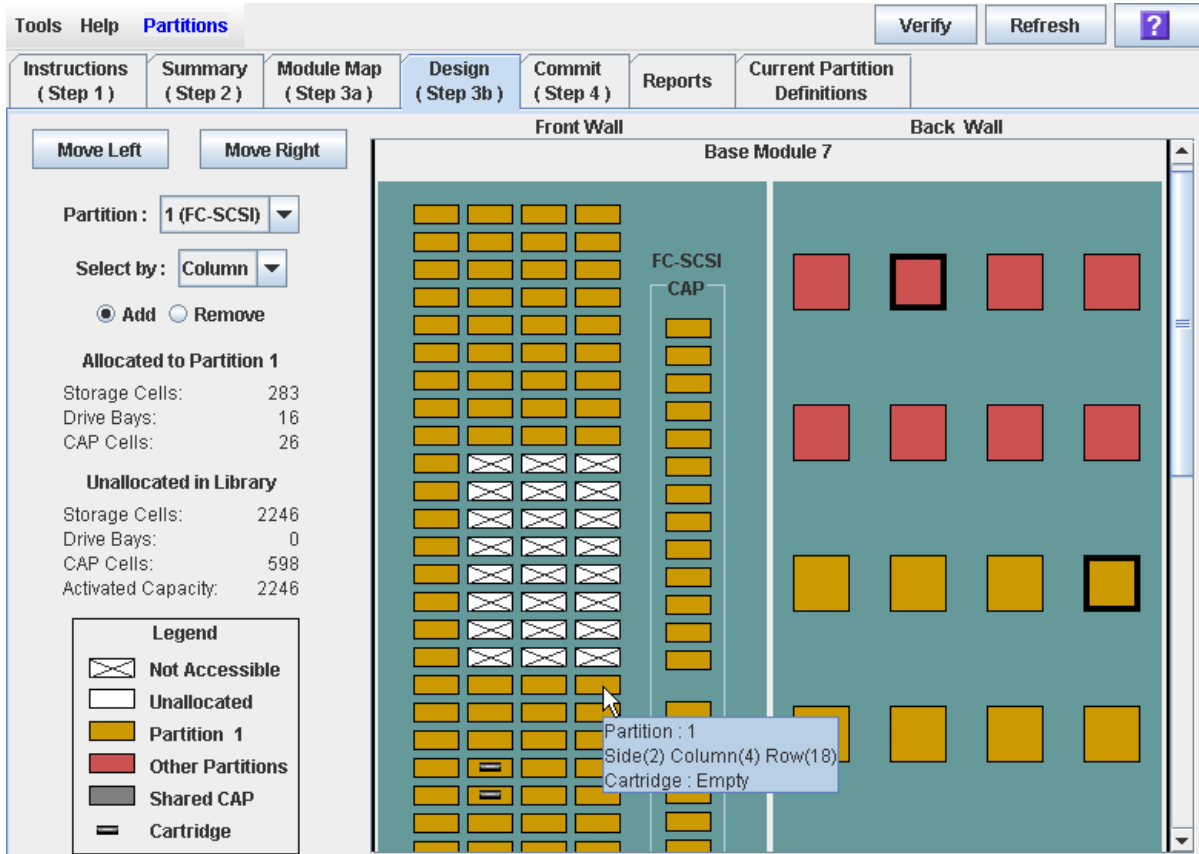 Tools Help Partitions
Verify
Refresh
?
Instructions
( Step 1 )
Summary
( Step 2 )
Module Map
( Step 3a )
Design
( Step 3b )
Commit
( Step 4 )
Reports
Current Partition
Definitions
Move Left
Move Right
Partition : 1 (FC-SCSI)
Select by : Column
Add Remove
Allocated to Partition 1
Storage Cells: 283
Drive Bays: 16
CAP Cells: 26
Unallocated in Library
Storage Cells: 2246
Drive Bays: 0
CAP Cells: 598
Activated Capacity: 2246
Legend
Not Accessible
Unallocated
Partition 1
Other Partitions
Shared CAP
Cartridge
Front Wall
Back Wall
Base Module 7
FC-SCSI
CAP
Partition : 1
Side(2) Column(4) Row(18)
Cartridge : Empty